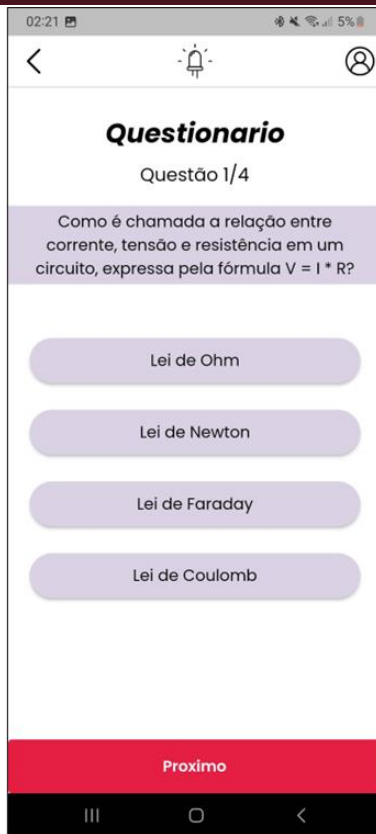 02:21 5%
Questionario
Questão 1/4
Como é chamada a relação entre
corrente, tensão e resistência em um
circuito, expressa pela fórmula V = I * R?
Lei de Ohm
Lei de Newton
Lei de Faraday
Lei de Coulomb
Proximo